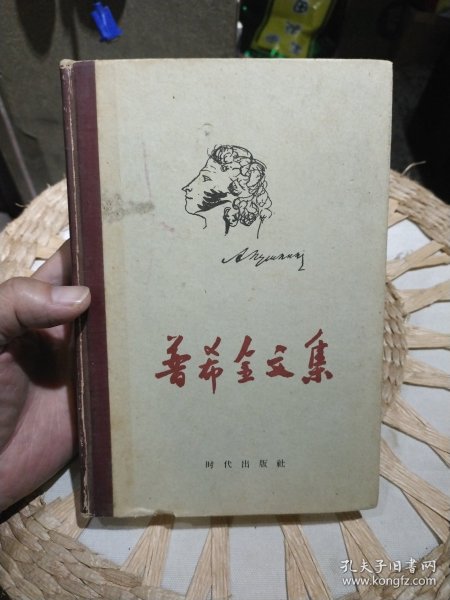 А Пушкин
普希金文集
时代出版社
孔夫子旧书网
www.kongfz.com